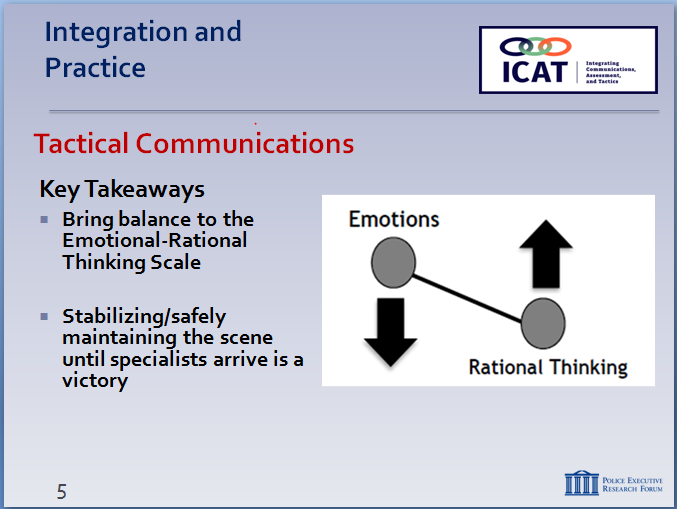 Integration and
Practice
ICAT
Integrating
Communications,
Assessment,
and Tactics
Tactical Communications
Key Takeaways
Bring balance to the
Emotional-Rational
Thinking Scale
Stabilizing/safely
maintaining the scene
until specialists arrive is a
victory
Emotions
Rational Thinking
5
POLICE EXECUTIVE
RESEARCH FORUM